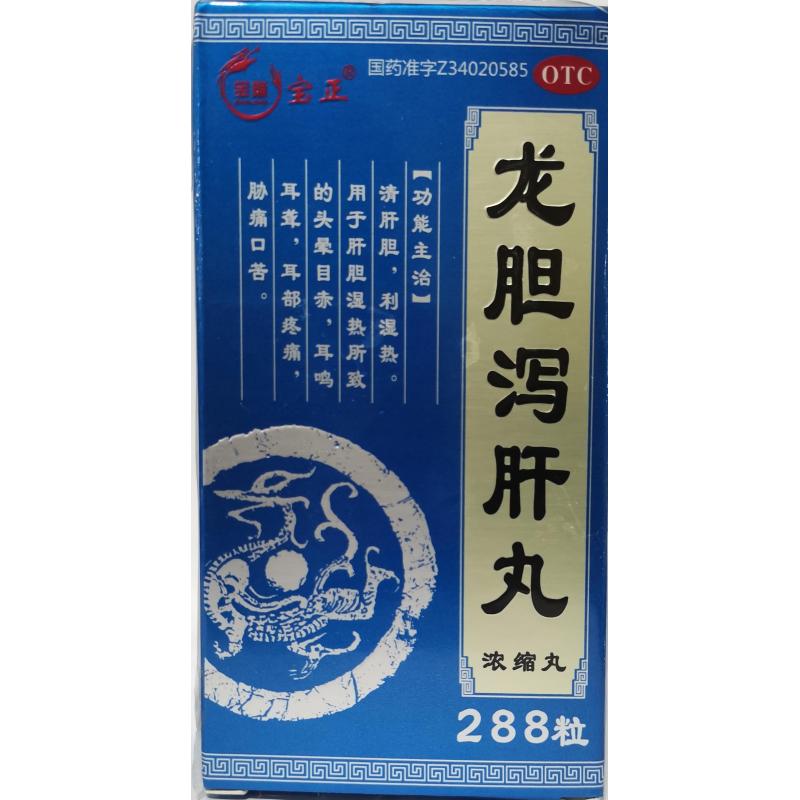 宝正®
国药准字Z34020585
OTC
龙胆泻肝丸
浓缩丸
288粒
【功能主治】
清肝胆，利湿热。
用于肝胆湿热所致
的头晕目赤，耳鸣
耳聋，耳部疼痛，
胁痛口苦。